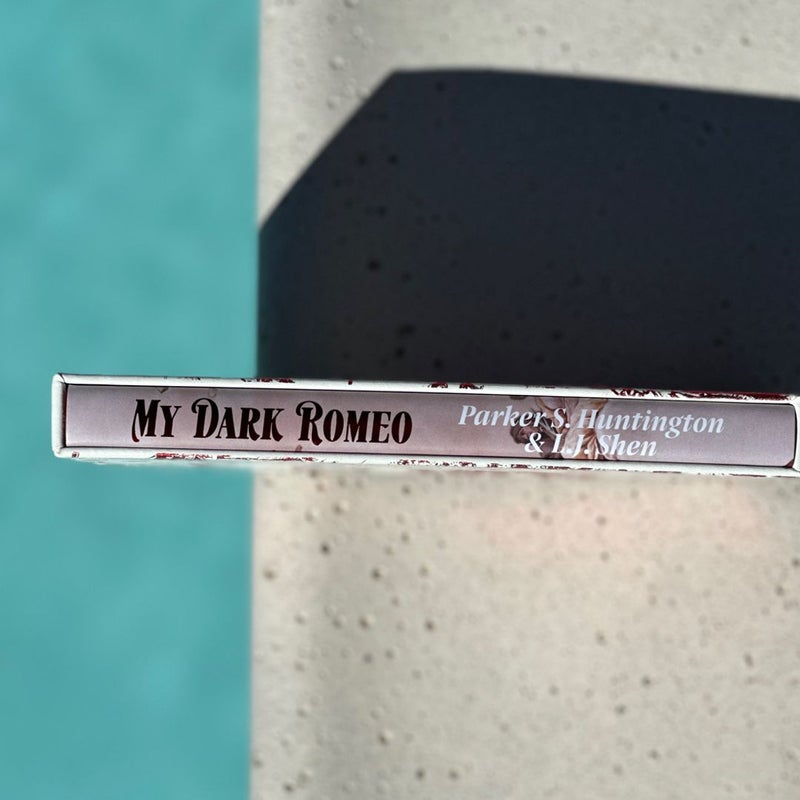 MY DARK ROMEO
Parker S. Huntington
& L.J. Shen